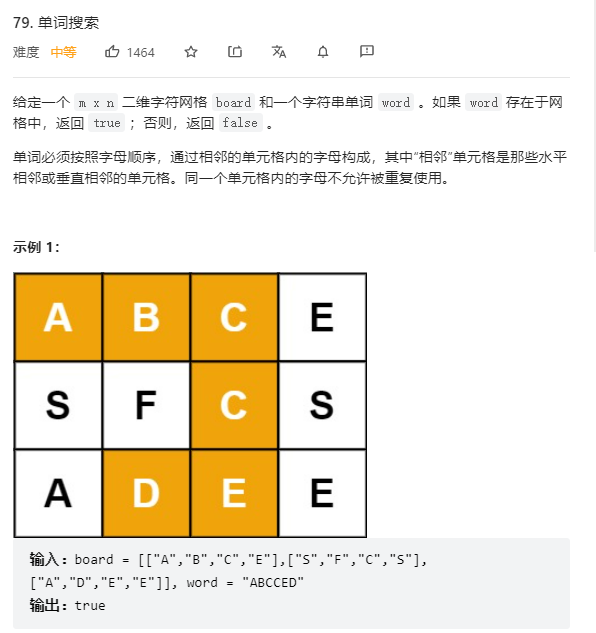 79. 单词搜索
难度 中等 1464
给定一个 m x n 二维字符网格 board 和一个字符串单词 word 。如果 word 存在于网
格中，返回 true ；否则，返回 false 。
单词必须按照字母顺序，通过相邻的单元格内的字母构成，其中“相邻”单元格是那些水平
相邻或垂直相邻的单元格。同一个单元格内的字母不允许被重复使用。
示例 1：
A B C E
S F C S
A D E E
输入：board = [["A","B","C","E"],["S","F","C","S"],
["A","D","E","E"]], word = "ABCCED"
输出：true